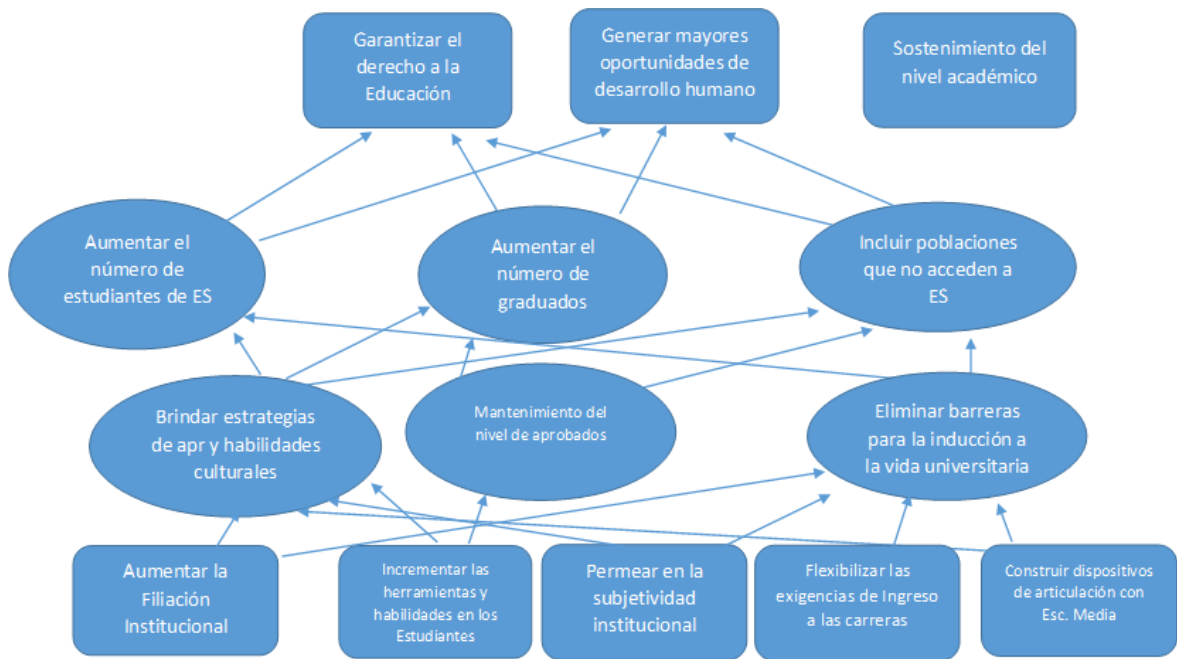 Garantizar el
derecho a la
Educación
Generar mayores
oportunidades de
desarrollo humano
Sostenimiento del
nivel académico
Aumentar el
número de
estudiantes de ES
Aumentar el
número de
graduados
Incluir poblaciones
que no acceden a
ES
Brindar estrategias
de apr y habilidades
culturales
Mantenimiento del
nivel de aprobados
Eliminar barreras
para la inducción a
la vida universitaria
Aumentar la
Filiación
Institucional
Incrementar las
herramientas y
habilidades en los
Estudiantes
Permear en la
subjetividad
institucional
Flexibilizar las
exigencias de Ingreso
a las carreras
Construir dispositivos
de articulación con
Esc. Media